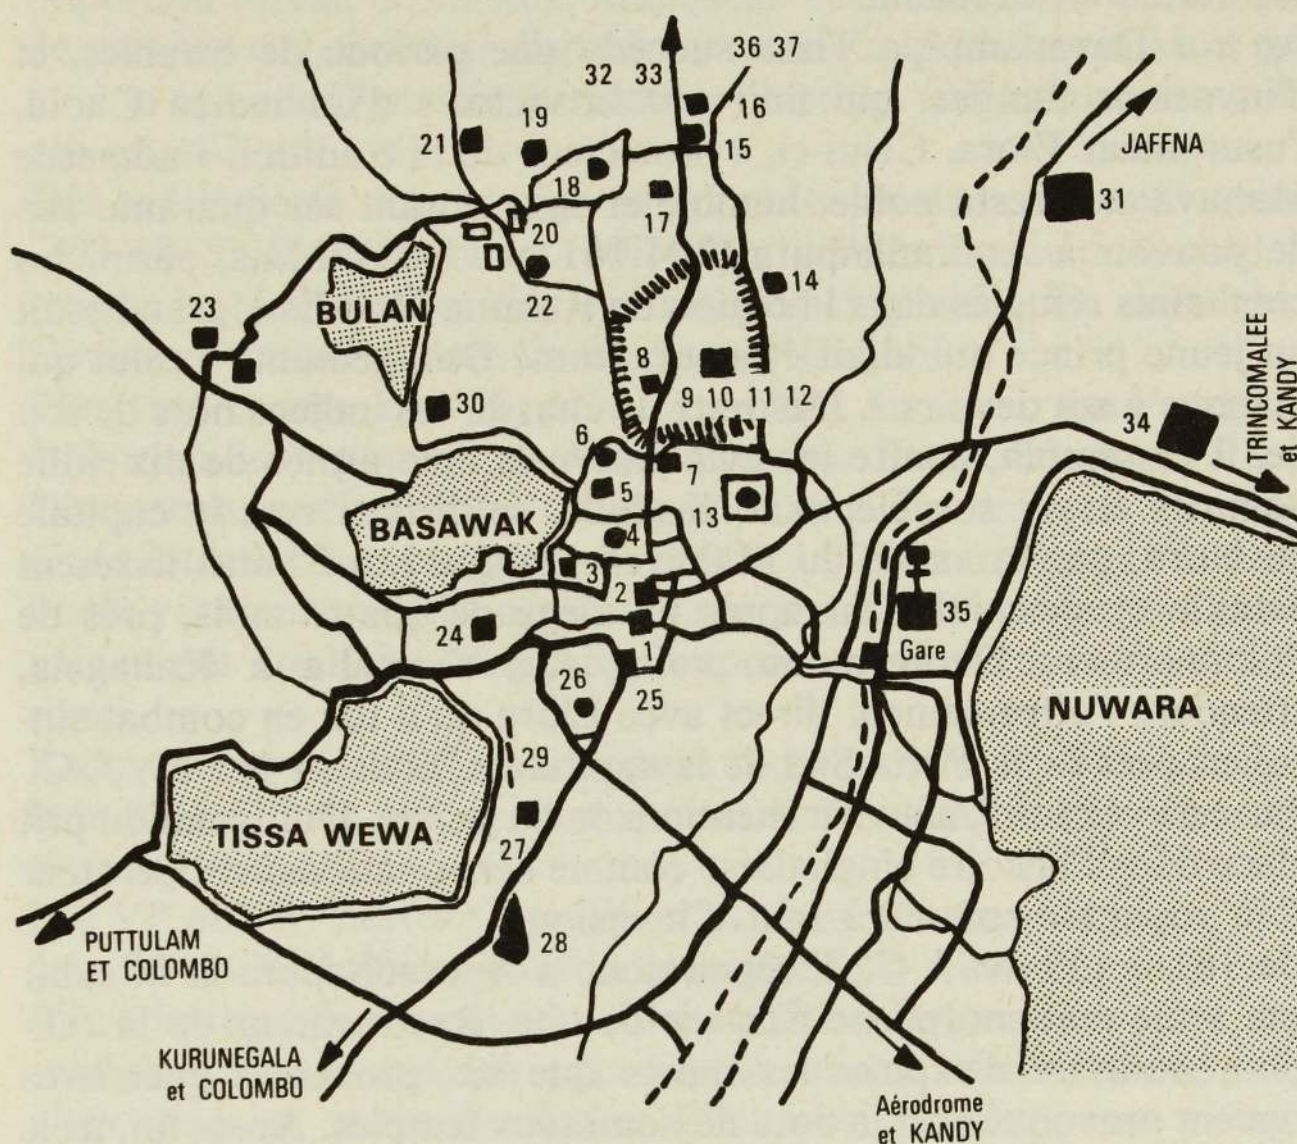 36 37
32 33
16
21 19
15
JAFFNA
18
31
17
20
14
23
BULAN
22
TRINCOMALEE
et KANDY
8
9 10 11 12
30
34
6
7
5
BASAWAK
13
4
3
2
24
35
1
Gare
26
25
NUWARA
29
TISSA WEWA
27
28
PUTTULAM
ET COLOMBO
KURUNEGALA
et COLOMBO
Aérodrome
et KANDY